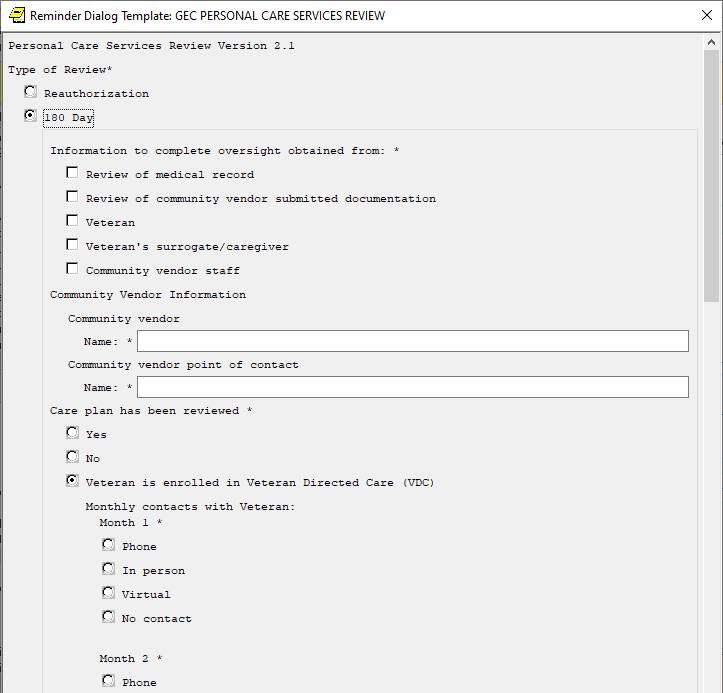 Reminder Dialog Template: GEC PERSONAL CARE SERVICES REVIEW
Personal Care Services Review Version 2.1
Type of Review*
Reauthorization
180 Day
Information to complete oversight obtained from: *
Review of medical record
Review of community vendor submitted documentation
Veteran
Veteran's surrogate/caregiver
Community vendor staff
Community Vendor Information
Community vendor
Name: *
Community vendor point of contact
Name: *
Care plan has been reviewed *
Yes
No
Veteran is enrolled in Veteran Directed Care (VDC)
Monthly contacts with Veteran:
Month 1 *
Phone
In person
Virtual
No contact
Month 2 *
Phone